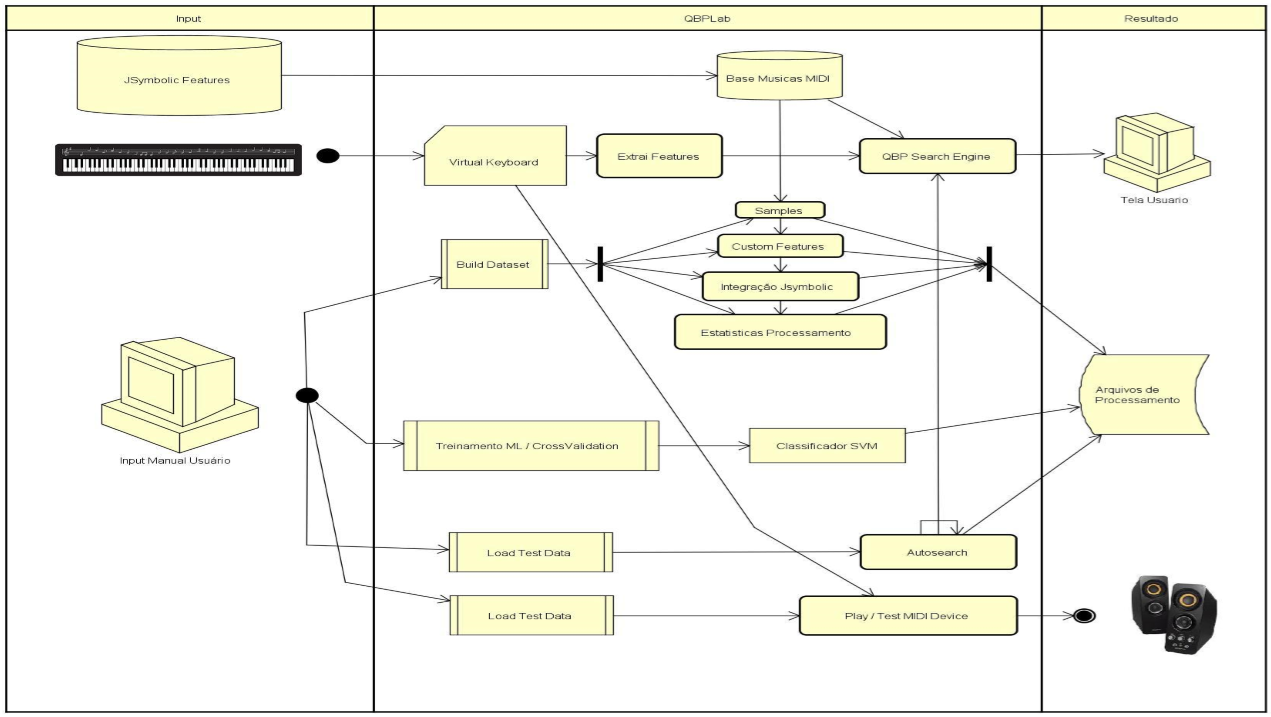 Input
QBPLab
Resultado
JSymbolic Features
Base Musicas MIDI
Virtual Keyboard
Extrai Features
QBP Search Engine
Tela Usuario
Samples
Custom Features
Build Dataset
Integração Jsymbolic
Estatisticas Processamento
Arquivos de
Processamento
Input Manual Usuário
Treinamento ML / CrossValidation
Classificador SVM
Load Test Data
Autosearch
Load Test Data
Play / Test MIDI Device